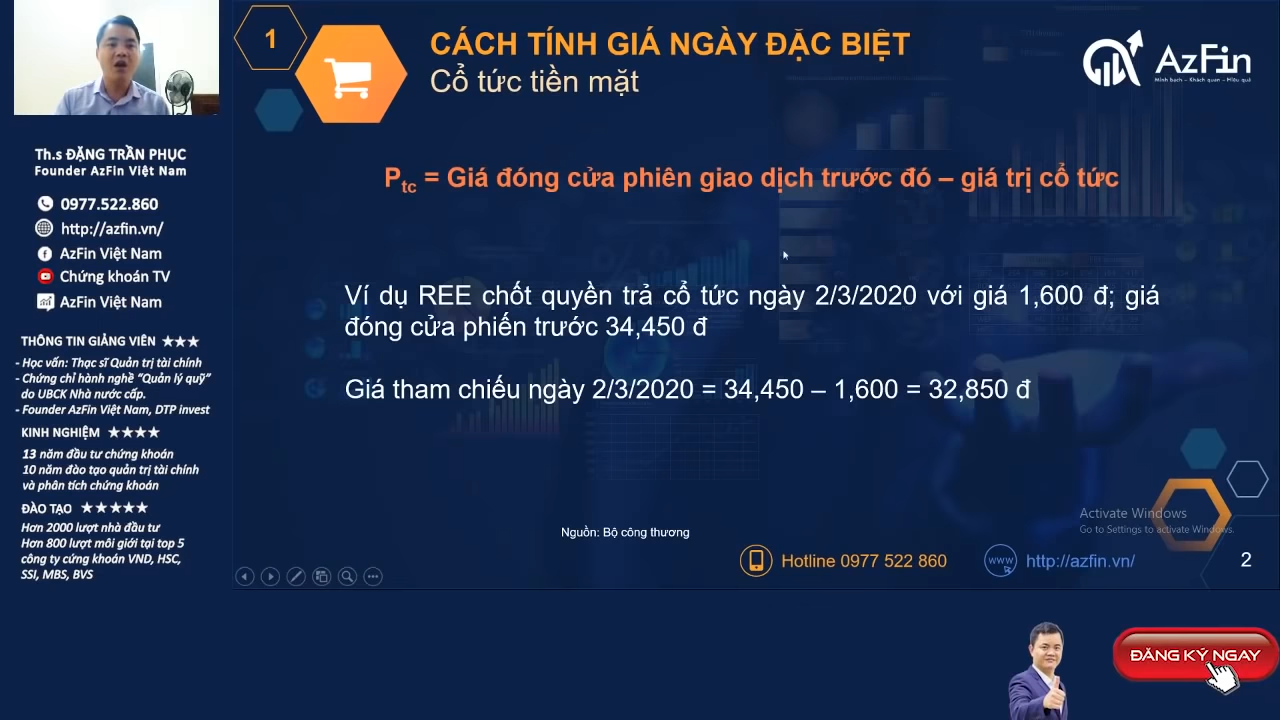 Th.s ĐẶNG TRẦN PHỤC
Founder AzFin Việt Nam
0977.522.860
http://azfin.vn/
AzFin Việt Nam
Chứng khoán TV
AzFin Việt Nam
THÔNG TIN GIẢNG VIÊN ★★★
- Học vấn: Thạc sĩ Quản trị tài chính
- Chứng chỉ hành nghề “Quản lý quỹ”
do UBCK Nhà nước cấp.
- Founder AzFin Việt Nam, DTP invest
KINH NGHIỆM ★★★★
13 năm đầu tư chứng khoán
10 năm đào tạo quản trị tài chính
và phân tích chứng khoán
ĐÀO TẠO ★★★★★
Hơn 2000 lượt nhà đầu tư
Hơn 800 lượt môi giới tại top 5
công ty cứng khoán VND, HSC,
SSI, MBS, BVS
1
CÁCH TÍNH GIÁ NGÀY ĐẶC BIỆT
Cổ tức tiền mặt
AzFin
Minh bạch – Khách quan – Hiệu quả
Ptc = Giá đóng cửa phiên giao dịch trước đó – giá trị cổ tức
Ví dụ REE chốt quyền trả cổ tức ngày 2/3/2020 với giá 1,600 đ; giá
đóng cửa phiến trước 34,450 đ
Giá tham chiếu ngày 2/3/2020 = 34,450 – 1,600 = 32,850 đ
Nguồn: Bộ công thương
Activate Windows
Go to Settings to activate Windows.
Hotline 0977 522 860
www
http://azfin.vn/
2
ĐĂNG KÝ NGAY